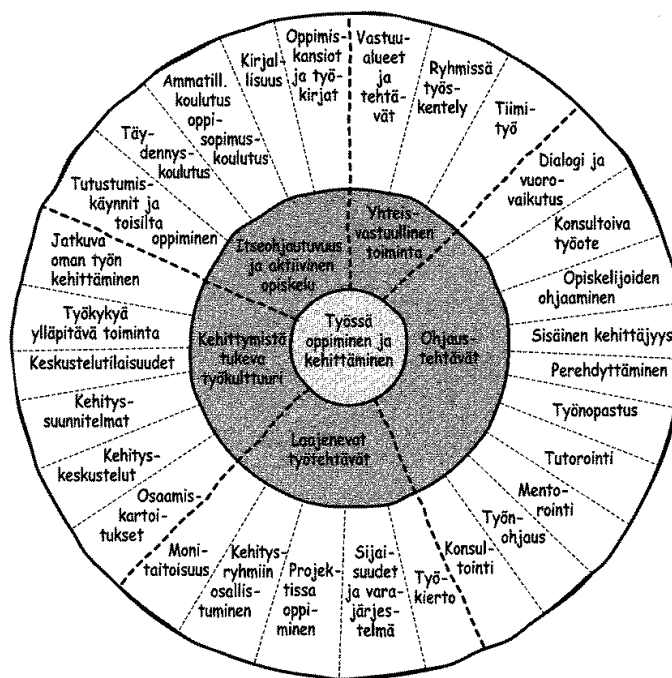 Oppimis-
kansiot
ja työ-
kirjat
Vastuu-
alueet
ja
tehtä-
vät
Ryhmissä
työs-
kentely
Tiimi-
työ
Dialogi ja
vuoro-
vaikutus
Konsultoiva
työote
Opiskelijoiden
ohjaaminen
Sisäinen kehittäjyys
Perehdyttäminen
Työnopastus
Tutorointi
Mento-
rointi
Työn-
ohjaus
Konsul-
tointi
Työ-
kierto
Sijai-
suudet
ja vara-
järjes-
telmä
Projek-
tissa
oppi-
minen
Kehitys-
ryhmiin
osallis-
tuminen
Moni-
taitoisuus
Osaamis-
kartoi-
tukset
Kehitys-
keskustelut
Kehitys-
suunnitelmat
Keskustelutilaisuudet
Työkykyä
ylläpitävä toiminta
Jatkuva
oman työn
kehittäminen
Tutustumis-
käynnit ja
toisilta
oppiminen
Täy-
dennys-
koulutus
Ammatill.
koulutus
oppi-
sopimus-
koulutus
Kirjal-
lisuus
Itseohjautuvuus
ja aktiivinen
opiskelu
Yhteis-
vastuullinen
toiminta
Ohjaus-
tehtävät
Laajenevat
työtehtävät
Kehittymistä
tukeva
työkulttuuri
Työssä
oppiminen ja
kehittäminen